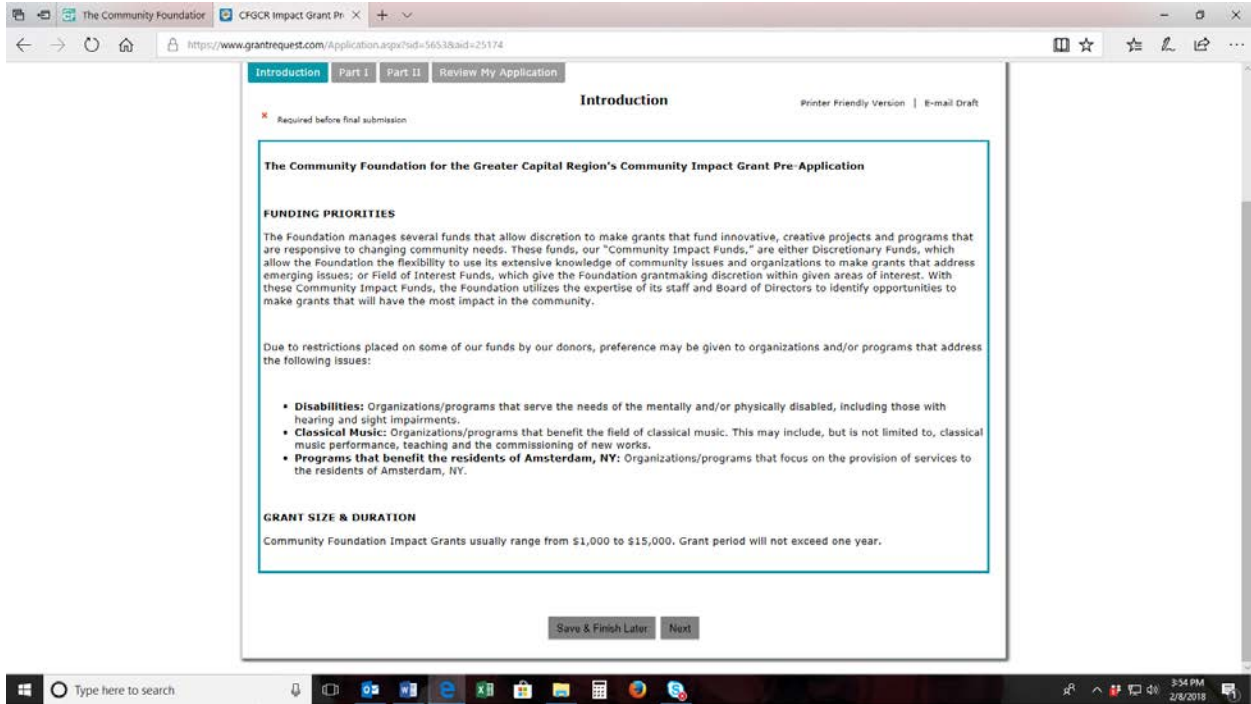 The Community Foundation
CFGCR Impact Grant Pr
https://www.grantrequest.com/Application.aspx?sid=5653&aid=25174
Introduction Part I Part II Review My Application
Introduction
Printer Friendly Version | E-mail Draft
× Required before final submission
The Community Foundation for the Greater Capital Region's Community Impact Grant Pre-Application
FUNDING PRIORITIES
The Foundation manages several funds that allow discretion to make grants that fund innovative, creative projects and programs that
are responsive to changing community needs. These funds, our "Community Impact Funds," are either Discretionary Funds, which
allow the Foundation the flexibility to use its extensive knowledge of community issues and organizations to make grants that address
emerging issues; or Field of Interest Funds, which give the Foundation grantmaking discretion within given areas of interest. With
these Community Impact Funds, the Foundation utilizes the expertise of its staff and Board of Directors to identify opportunities to
make grants that will have the most impact in the community.
Due to restrictions placed on some of our funds by our donors, preference may be given to organizations and/or programs that address
the following issues:
• Disabilities: Organizations/programs that serve the needs of the mentally and/or physically disabled, including those with
hearing and sight impairments.
• Classical Music: Organizations/programs that benefit the field of classical music. This may include, but is not limited to, classical
music performance, teaching and the commissioning of new works.
• Programs that benefit the residents of Amsterdam, NY: Organizations/programs that focus on the provision of services to
the residents of Amsterdam, NY.
GRANT SIZE & DURATION
Community Foundation Impact Grants usually range from $1,000 to $15,000. Grant period will not exceed one year.
Save & Finish Later Next
Type here to search
3:54 PM
2/8/2018